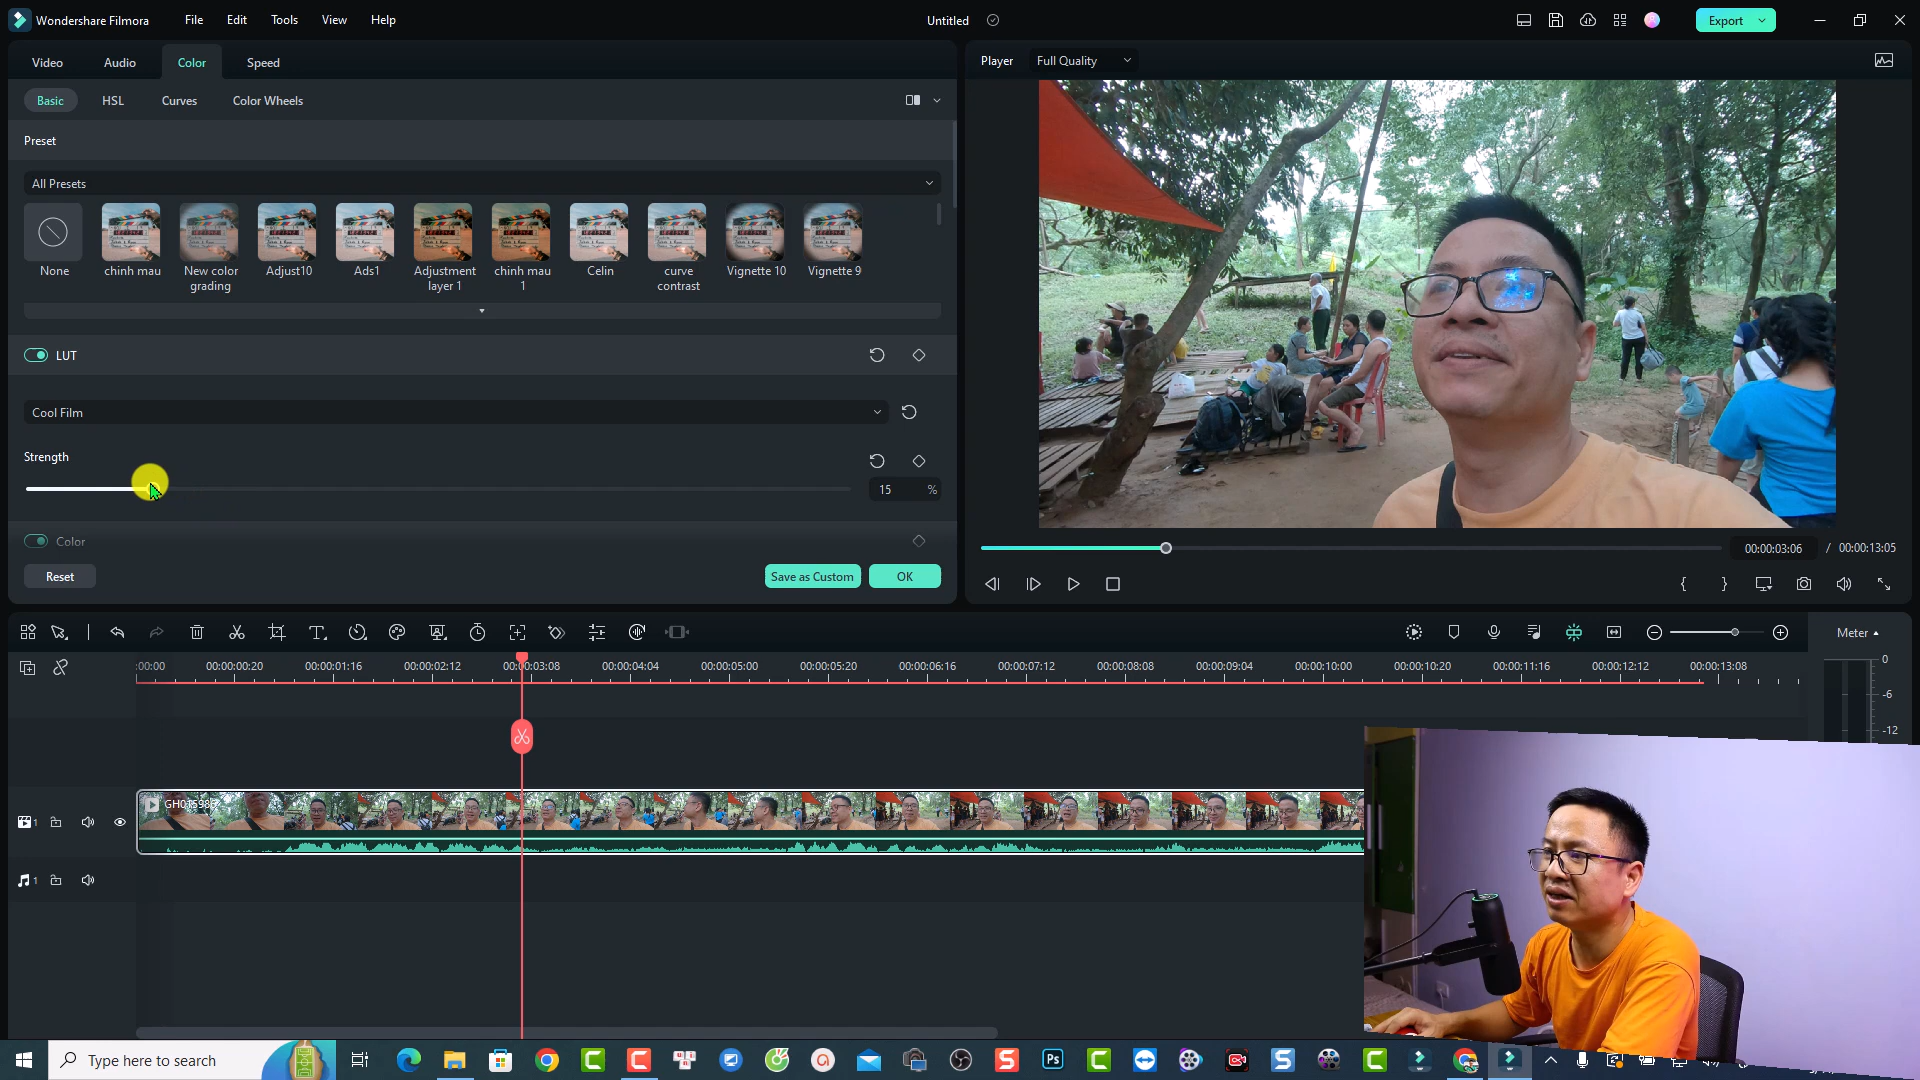 Wondershare Filmora File Edit Tools View Help Untitled Export
Video Audio Color Speed
Player Full Quality
Basic HSL Curves Color Wheels
Preset
All Presets
None chinh mau New color grading Adjust10 Ads1 Adjustment layer 1 chinh mau 1 Celin curve contrast Vignette 10 Vignette 9
LUT
Cool Film
Strength
15 %
Color
Reset Save as Custom OK
00:00:03:06 / 00:00:13:05
Meter
:00:00 00:00:00:20 00:00:01:16 00:00:02:12 00:00:03:08 00:00:04:04 00:00:05:00 00:00:05:20 00:00:06:16 00:00:07:12 00:00:08:08 00:00:09:04 00:00:10:00 00:00:10:20 00:00:11:16 00:00:12:12 00:00:13:08
0
-6
-12
1
1
Type here to search